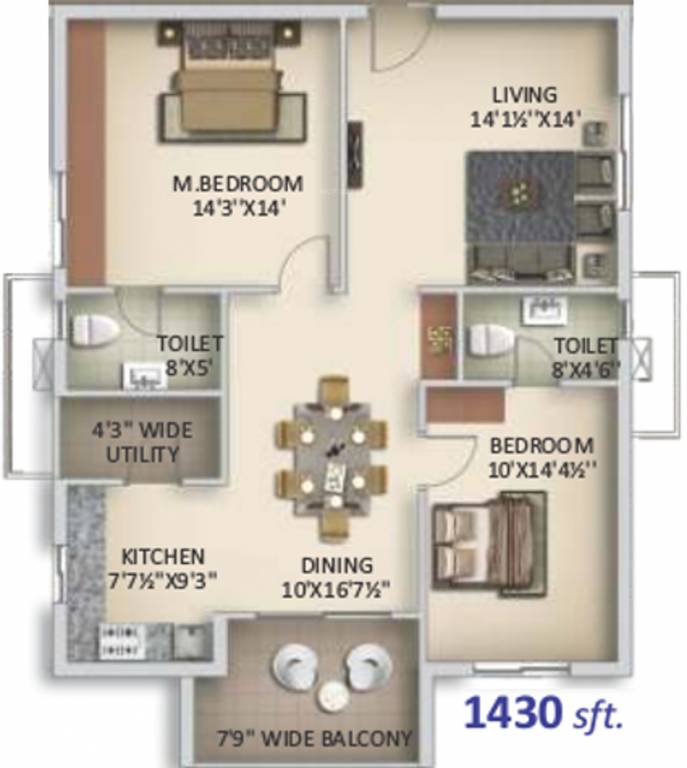 LIVING
14'1½''X14'
M.BEDROOM
14'3''X14'
TOILET
8'X5'
TOILET
8'X4'6''
4'3" WIDE
UTILITY
BEDROOM
10'X14'4½''
KITCHEN
7'7½"X9'3"
DINING
10'X16'7½"
7'9" WIDE BALCONY
1430 sft.